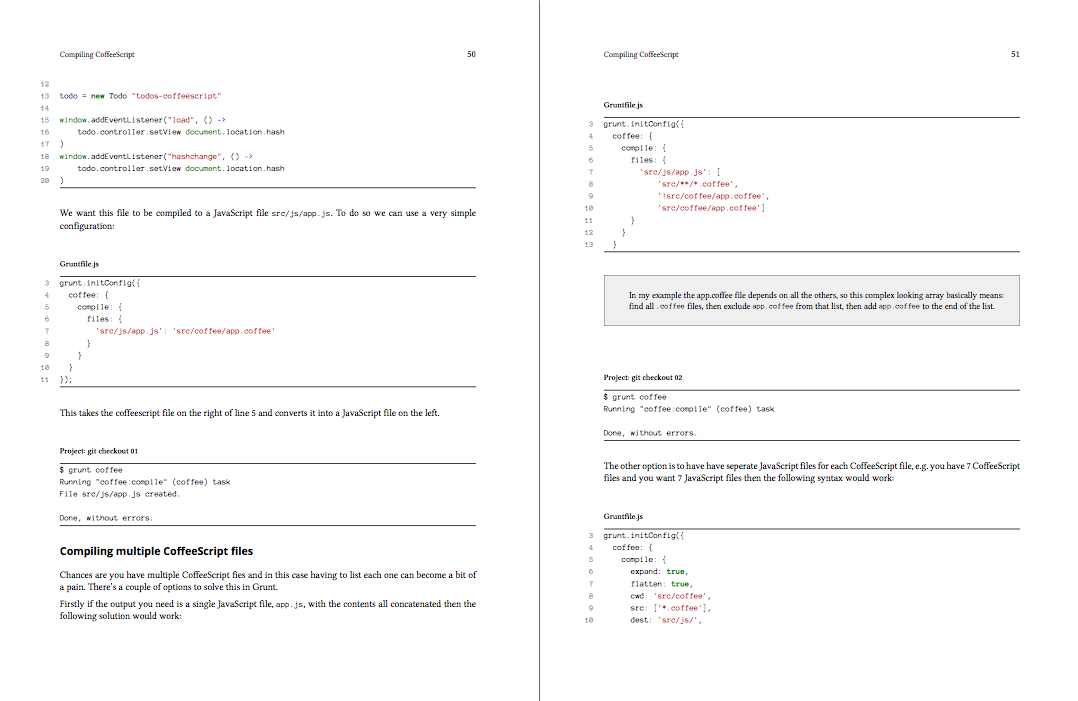 Compiling CoffeeScript 50
12
13 todo = new Todo "todos-coffeescript"
14
15 window.addEventListener("load", () ->
16     todo.controller.setView document.location.hash
17 )
18 window.addEventListener("hashchange", () ->
19     todo.controller.setView document.location.hash
20 )
We want this file to be compiled to a JavaScript file src/js/app.js. To do so we can use a very simple
configuration:
Gruntfile.js
3 grunt.initConfig({
4   coffee: {
5     compile: {
6       files: {
7         'src/js/app.js': 'src/coffee/app.coffee'
8       }
9     }
10   }
11 });
This takes the coffeescript file on the right of line 5 and converts it into a JavaScript file on the left.
Project: git checkout 01
$ grunt coffee
Running "coffee:compile" (coffee) task
File src/js/app.js created.
Done, without errors.
Compiling multiple CoffeeScript files
Chances are you have multiple CoffeeScript fies and in this case having to list each one can become a bit of
a pain. There's a couple of options to solve this in Grunt.
Firstly if the output you need is a single JavaScript file, app.js, with the contents all concatenated then the
following solution would work:
Compiling CoffeeScript 51
Gruntfile.js
3 grunt.initConfig({
4   coffee: {
5     compile: {
6       files: {
7         'src/js/app.js': [
8             'src/**/*.coffee',
9             '!src/coffee/app.coffee',
10             'src/coffee/app.coffee']
11       }
12     }
13   }
In my example the app.coffee file depends on all the others, so this complex looking array basically means:
find all .coffee files, then exclude app.coffee from that list, then add app.coffee to the end of the list.
Project: git checkout 02
$ grunt coffee
Running "coffee:compile" (coffee) task
Done, without errors.
The other option is to have have seperate JavaScript files for each CoffeeScript file, e.g. you have 7 CoffeeScript
files and you want 7 JavaScript files then the following syntax would work:
Gruntfile.js
3 grunt.initConfig({
4   coffee: {
5     compile: {
6       expand: true,
7       flatten: true,
8       cwd: 'src/coffee',
9       src: ['*.coffee'],
10       dest: 'src/js/',